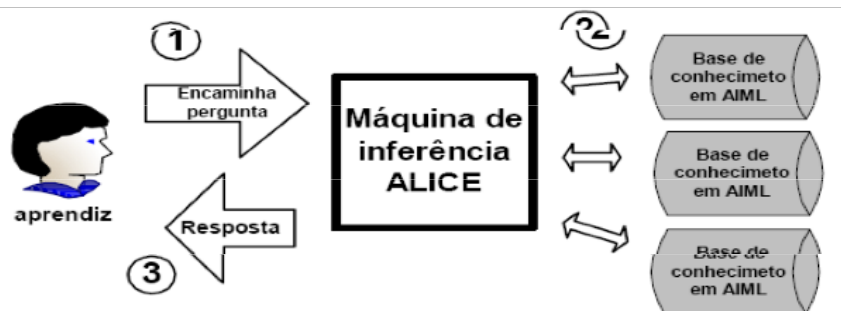 1
Encaminha
pergunta
aprendiz
Resposta
3
Máquina de
inferência
ALICE
2
Base de
conhecimeto
em AIML
Base de
conhecimeto
em AIML
Base de
conhecimeto
em AIML